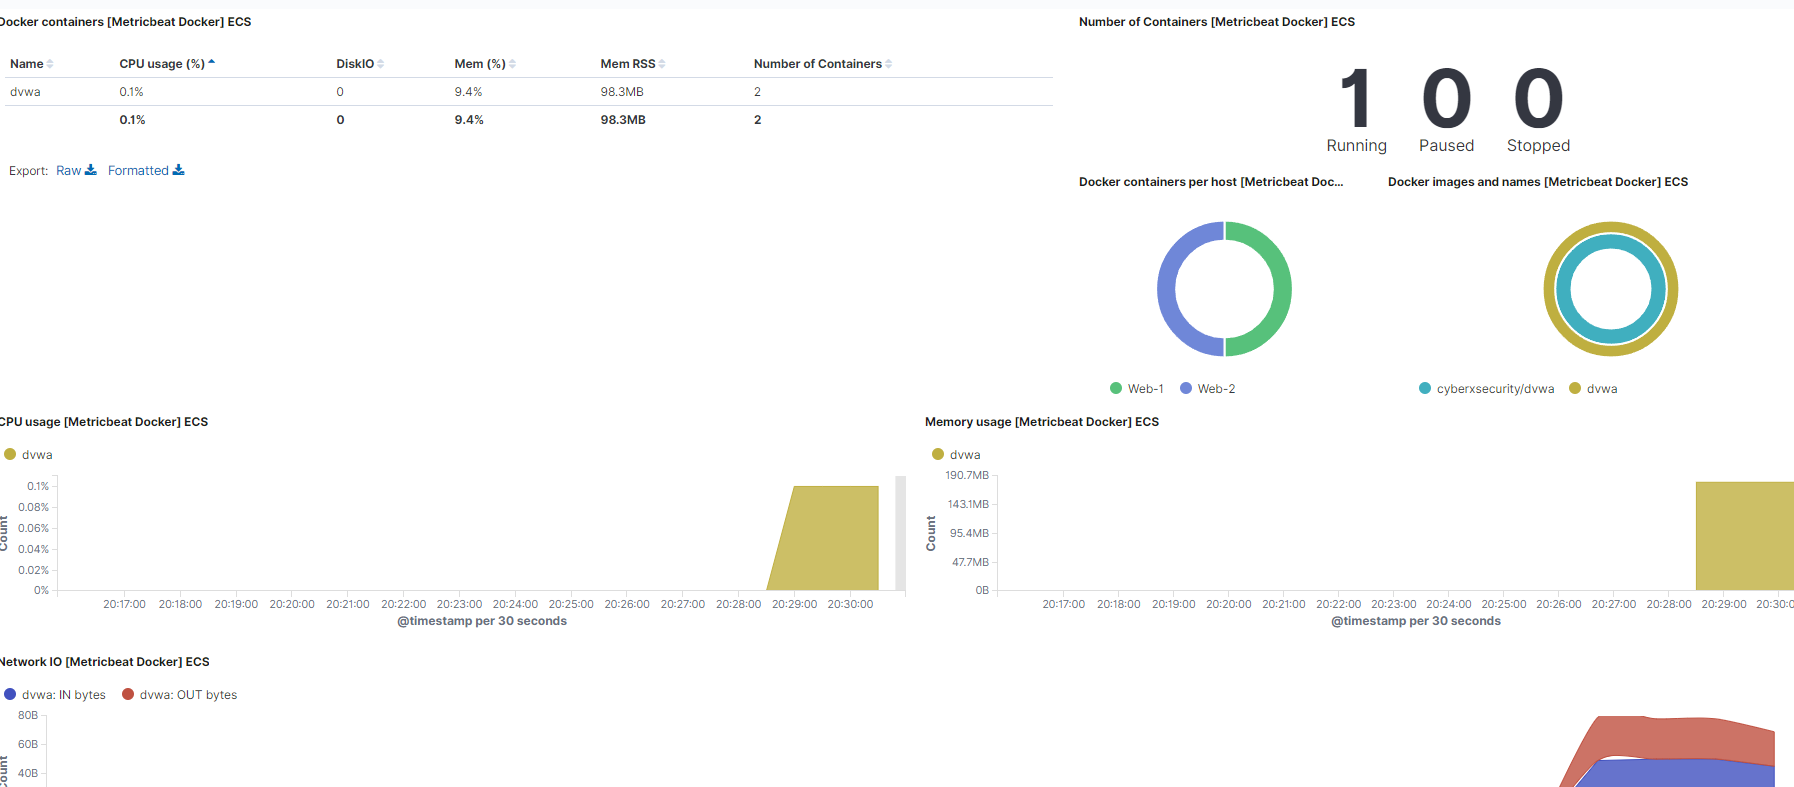 Docker containers [Metricbeat Docker] ECS
Name CPU usage (%) DiskIO Mem (%) Mem RSS Number of Containers
dvwa 0.1% 0 9.4% 98.3MB 2
0.1% 0 9.4% 98.3MB 2
Export: Raw Formatted
Number of Containers [Metricbeat Docker] ECS
1 0 0
Running Paused Stopped
Docker containers per host [Metricbeat Doc...
Web-1 Web-2
Docker images and names [Metricbeat Docker] ECS
cyberxsecurity/dvwa dvwa
CPU usage [Metricbeat Docker] ECS
dvwa
Count
0.1%
0.08%
0.06%
0.04%
0.02%
0%
20:17:00 20:18:00 20:19:00 20:20:00 20:21:00 20:22:00 20:23:00 20:24:00 20:25:00 20:26:00 20:27:00 20:28:00 20:29:00 20:30:00
@timestamp per 30 seconds
Memory usage [Metricbeat Docker] ECS
dvwa
Count
190.7MB
143.1MB
95.4MB
47.7MB
0B
20:17:00 20:18:00 20:19:00 20:20:00 20:21:00 20:22:00 20:23:00 20:24:00 20:25:00 20:26:00 20:27:00 20:28:00 20:29:00 20:30:0
@timestamp per 30 seconds
Network IO [Metricbeat Docker] ECS
dvwa: IN bytes dvwa: OUT bytes
Count
80B
60B
40B